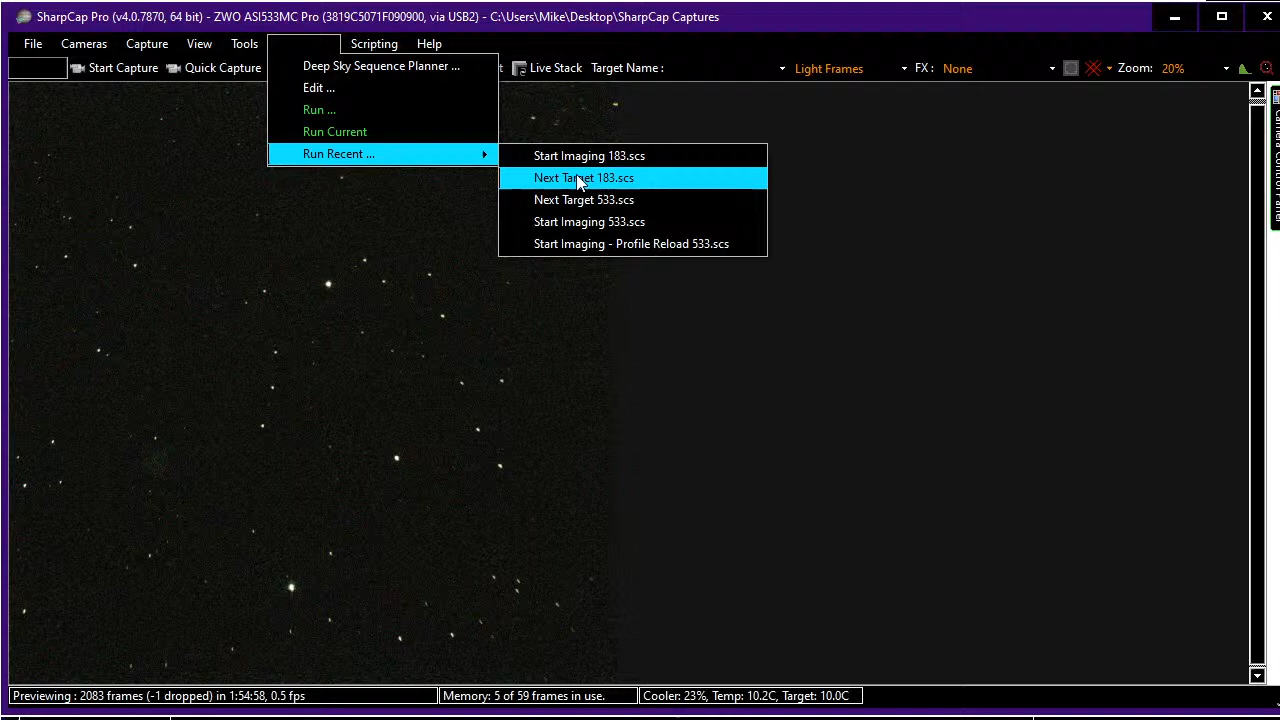 SharpCap Pro (v4.0.7870, 64 bit) - ZWO ASI533MC Pro (3819C5071F090900, via USB2) - C:\Users\Mike\Desktop\SharpCap Captures
File Cameras Capture View Tools Scripting Help
Start Capture Quick Capture Live Stack Target Name : Light Frames FX : None Zoom: 20%
Deep Sky Sequence Planner ...
Edit ...
Run ...
Run Current
Run Recent ...
Start Imaging 183.scs
Next Target 183.scs
Next Target 533.scs
Start Imaging 533.scs
Start Imaging - Profile Reload 533.scs
Previewing : 2083 frames (-1 dropped) in 1:54:58, 0.5 fps Memory: 5 of 59 frames in use. Cooler: 23%, Temp: 10.2C, Target: 10.0C